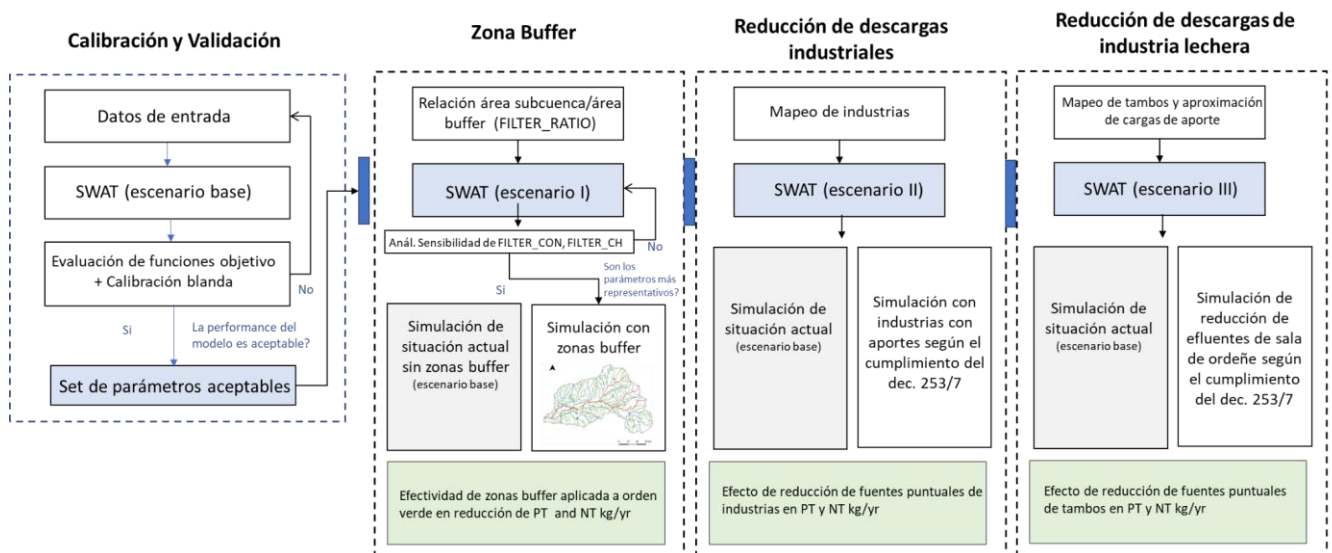 Calibración y Validación
Datos de entrada
SWAT (escenario base)
Evaluación de funciones objetivo
+ Calibración blanda
No
Si
La performance del
modelo es aceptable?
Set de parámetros aceptables
Zona Buffer
Relación área subcuenca/área
buffer (FILTER_RATIO)
SWAT (escenario I)
Anál. Sensibilidad de FILTER_CON, FILTER_CH
No
Si
Son los
parámetros más
representativos?
Simulación de
situación actual
sin zonas buffer
(escenario base)
Simulación con
zonas buffer
Efectividad de zonas buffer aplicada a orden
verde en reducción de PT and NT kg/yr
Reducción de descargas
industriales
Mapeo de industrias
SWAT (escenario II)
Simulación de
situación actual
(escenario base)
Simulación con
industrias con
aportes según el
cumplimiento del
dec. 253/7
Efecto de reducción de fuentes puntuales de
industrias en PT y NT kg/yr
Reducción de descargas de
industria lechera
Mapeo de tambos y aproximación
de cargas de aporte
SWAT (escenario III)
Simulación de
situación actual
(escenario base)
Simulación de
reducción de
efluentes de sala
de ordeñe según
el cumplimiento
del dec. 253/7
Efecto de reducción de fuentes puntuales
de tambos en PT y NT kg/yr